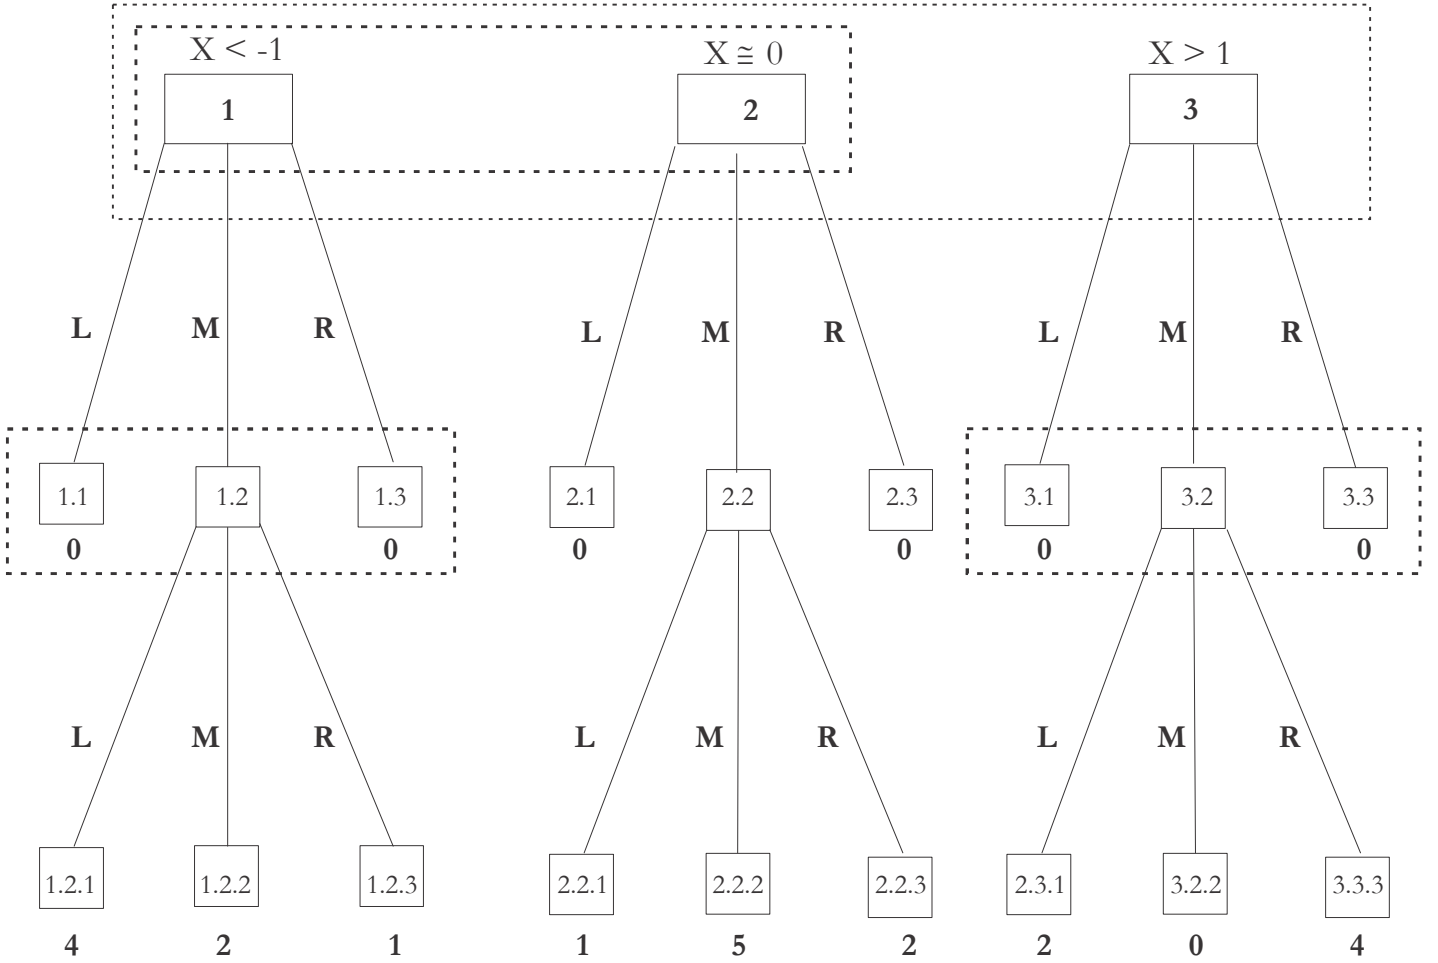 X < -1 X ≅ 0 X > 1
1 2 3
L M R L M R L M R
1.1 1.2 1.3 2.1 2.2 2.3 3.1 3.2 3.3
0 0 0 0 0 0
L M R L M R L M R
1.2.1 1.2.2 1.2.3 2.2.1 2.2.2 2.2.3 2.3.1 3.2.2 3.3.3
4 2 1 1 5 2 2 0 4